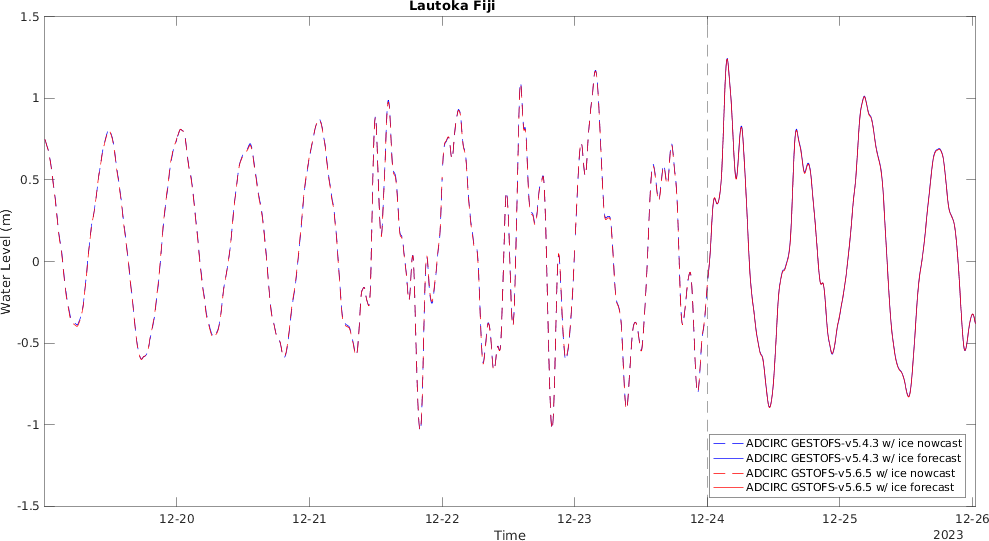 Lautoka Fiji
1.5
1
0.5
0
-0.5
-1
-1.5
Water Level (m)
12-20
12-21
12-22
12-23
12-24
12-25
12-26
Time
2023
ADCIRC GESTOFS-v5.4.3 w/ ice nowcast
ADCIRC GESTOFS-v5.4.3 w/ ice forecast
ADCIRC GSTOFS-v5.6.5 w/ ice nowcast
ADCIRC GSTOFS-v5.6.5 w/ ice forecast